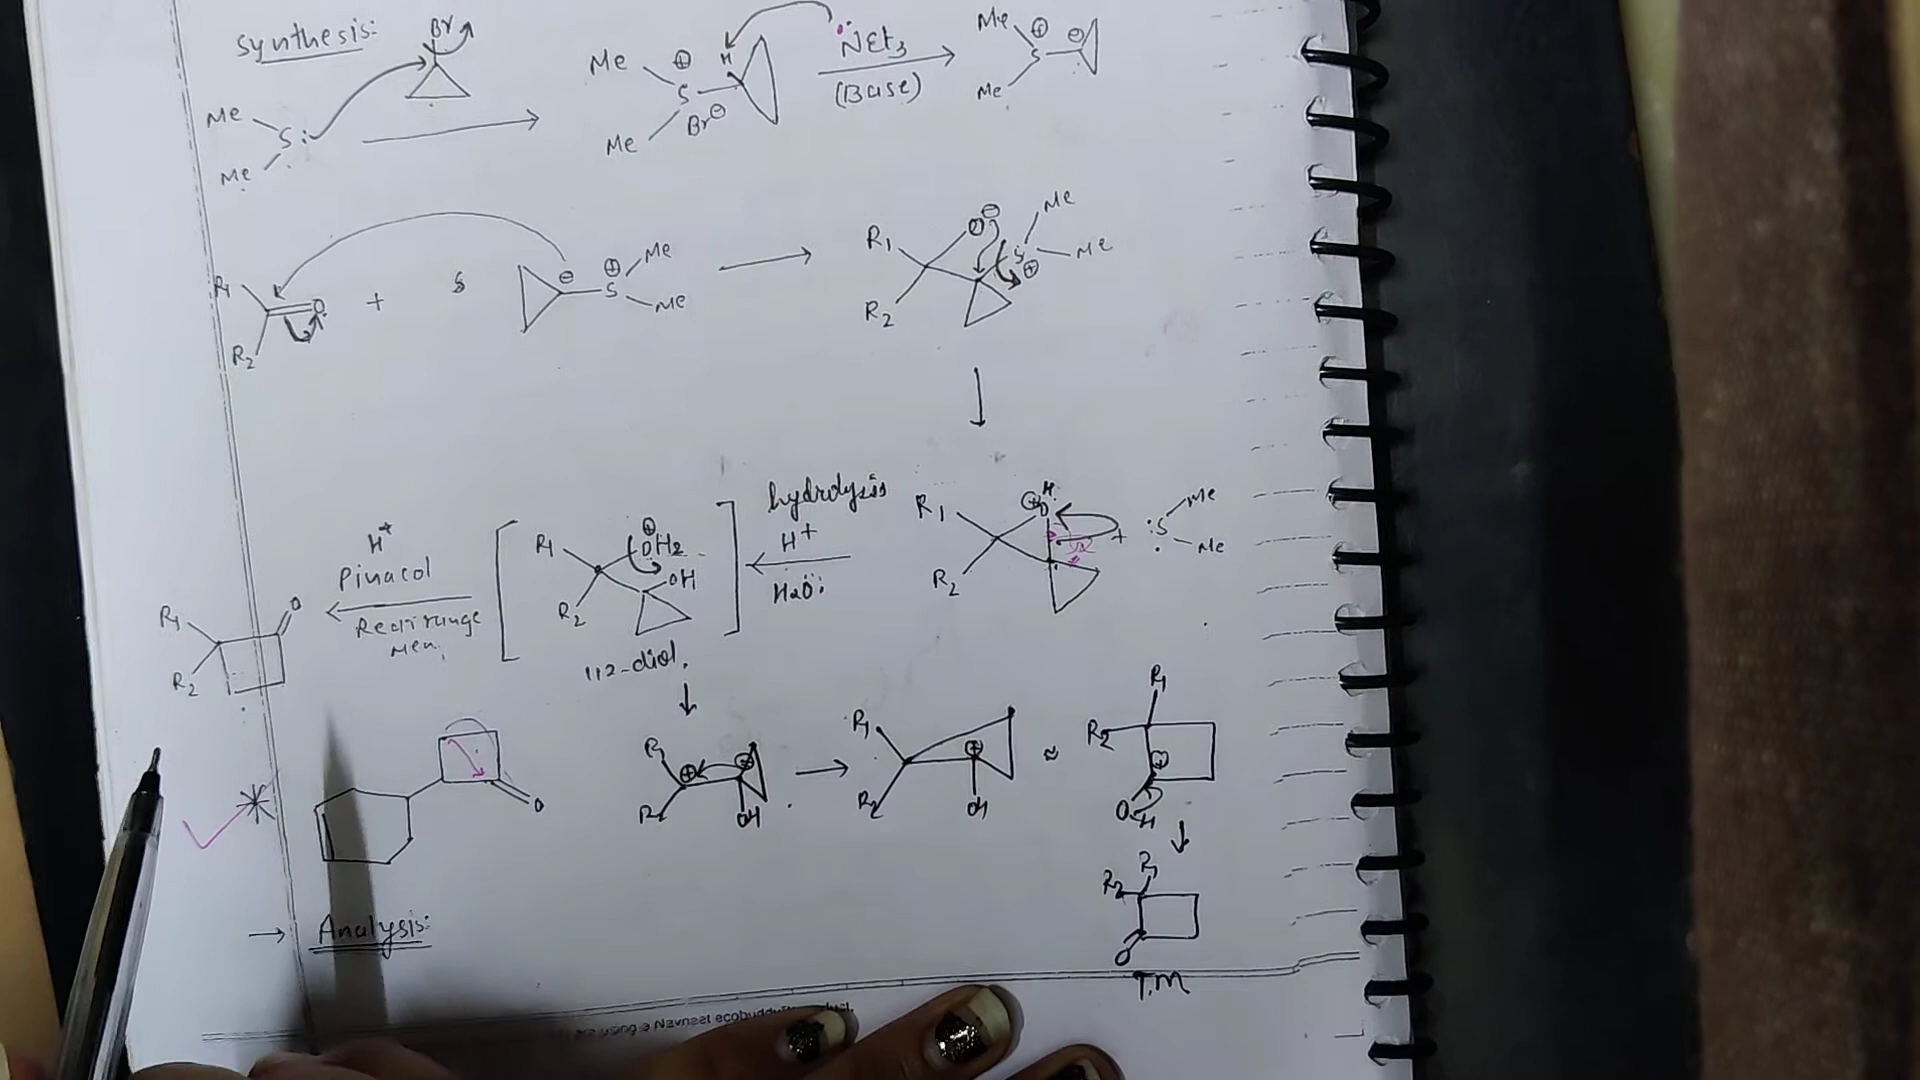 Synthesis:
Br
Me
S:
Me
Me
⊕
S
H
Br⊖
Me
:NEt3
(Base)
Me
⊕
S
⊖
Me
R1
O
R2
+
⊖
⊕
S
Me
Me
R1
O⊖
R2
S
⊕
Me
Me
R1
⊕
H
O
R2
+
:S
Me
Me
hydrolysis
H+
H2O:
R1
⊕
OH2
OH
R2
1,2-diol.
H+
Pinacol
Rearrange
men.
R1
R2
O
O
R1
⊕
R2
OH
R1
⊕
R2
OH
≈
R1
R2
⊕
O
H
R1
R2
O
T.M
→ Analysis:
using a Navneet